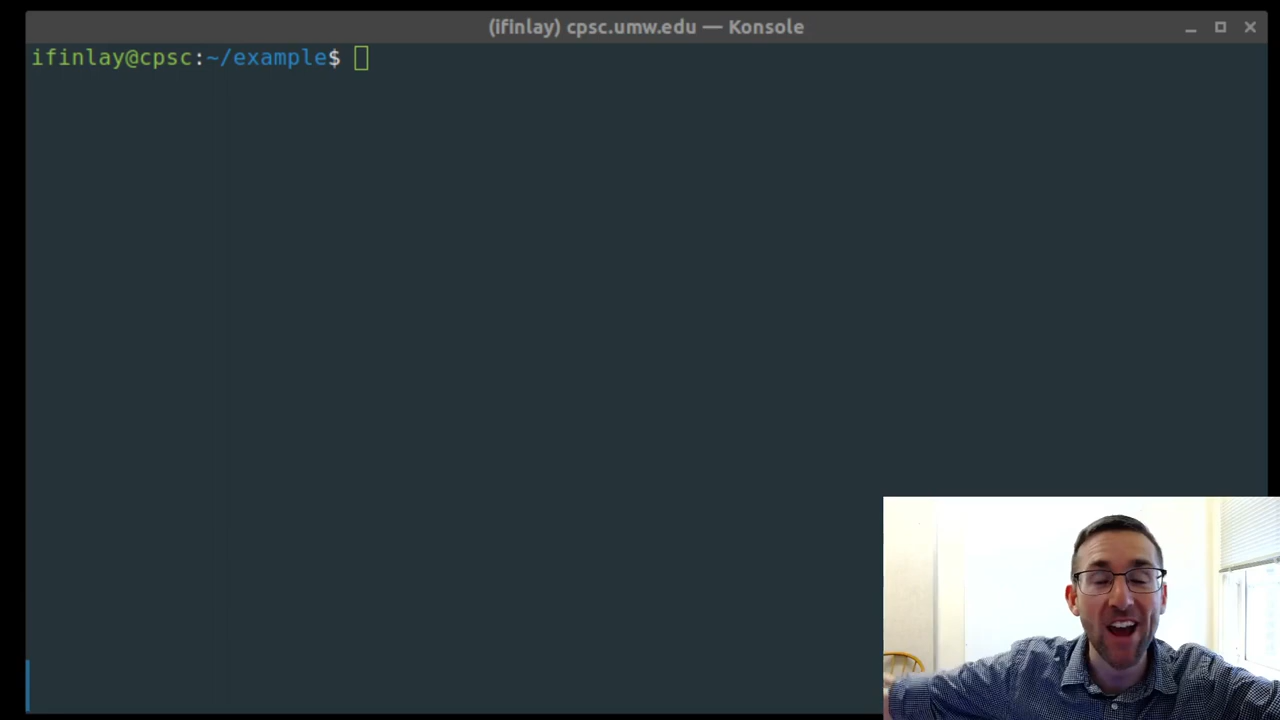 (ifinlay) cpsc.umw.edu — Konsole
ifinlay@cpsc:~/example$